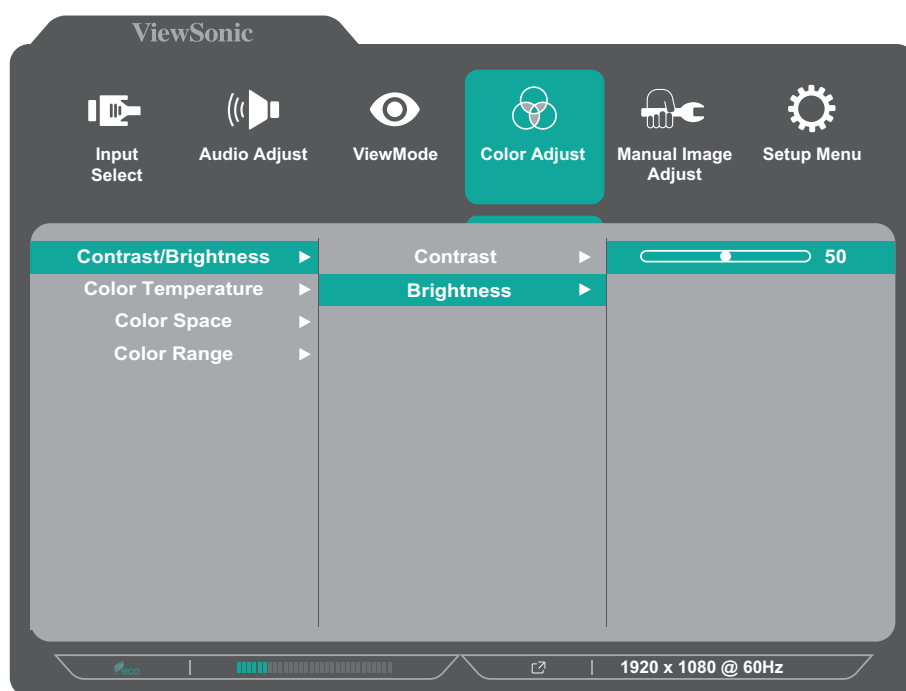 ViewSonic
Input
Select
Audio Adjust
ViewMode
Color Adjust
Manual Image
Adjust
Setup Menu
Contrast/Brightness
Contrast
50
Color Temperature
Brightness
Color Space
Color Range
eco
1920 x 1080 @ 60Hz